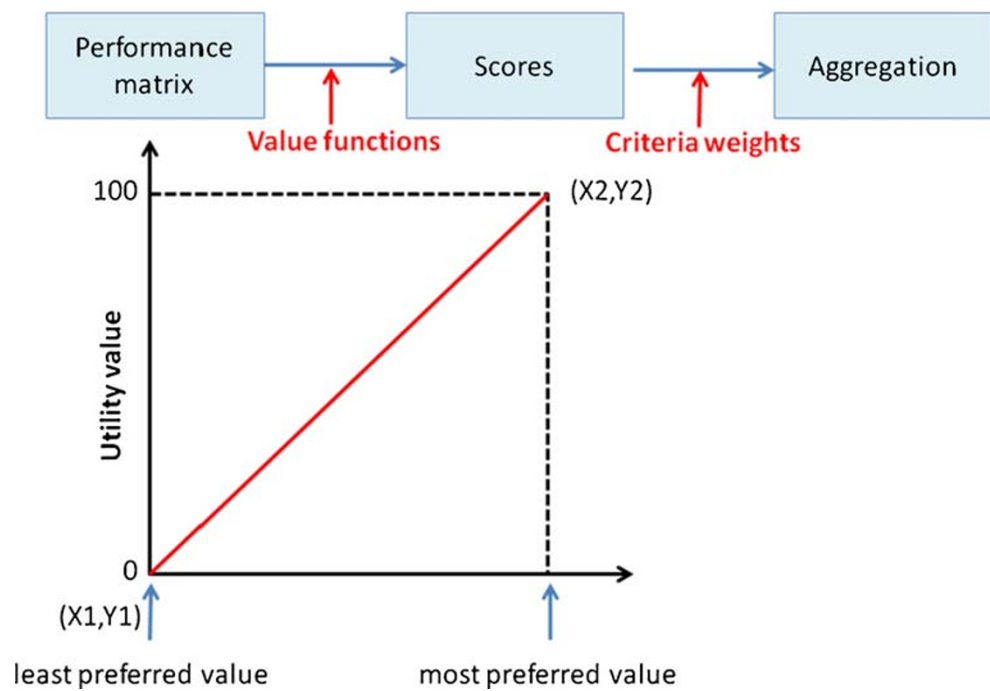 Performance
matrix
Scores
Aggregation
Value functions
Criteria weights
100
(X2,Y2)
Utility value
0
(X1,Y1)
least preferred value
most preferred value